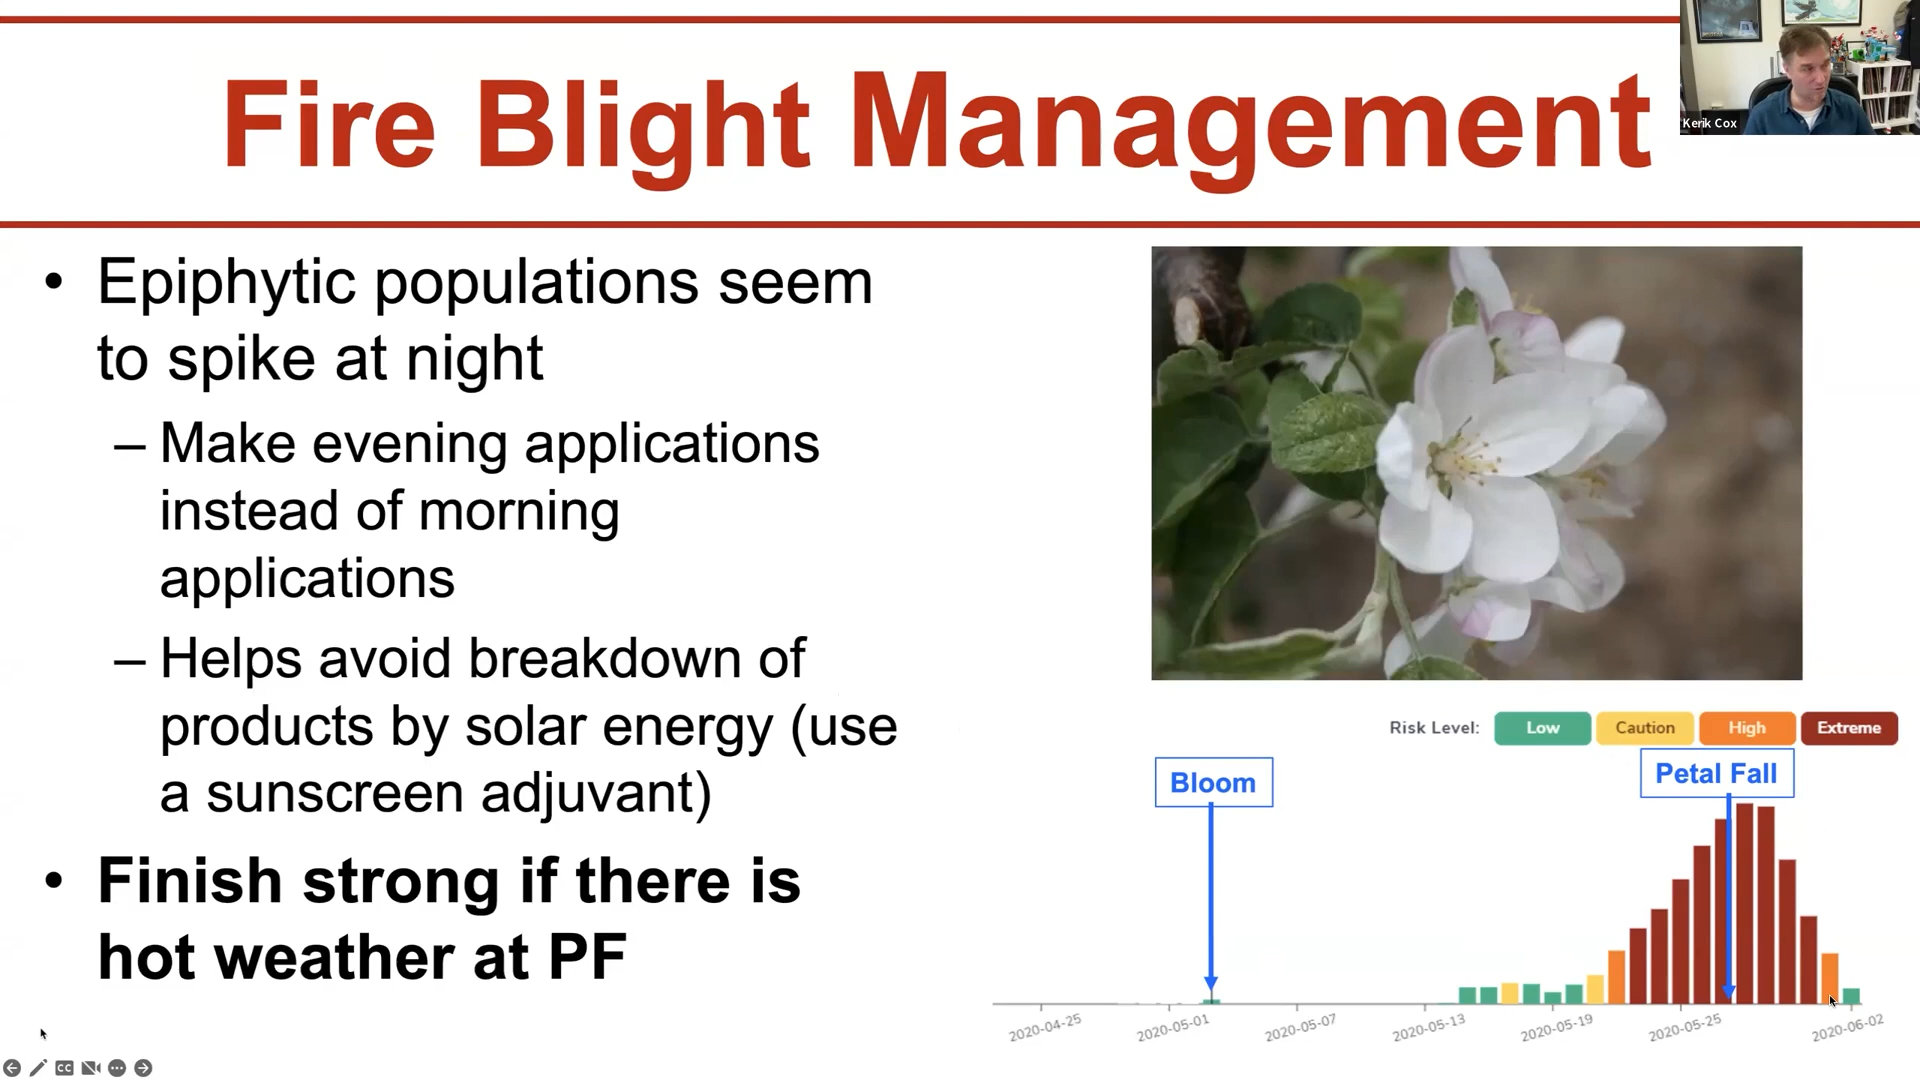 Fire Blight Management
Kerik Cox
• Epiphytic populations seem
to spike at night
– Make evening applications
instead of morning
applications
– Helps avoid breakdown of
products by solar energy (use
a sunscreen adjuvant)
• Finish strong if there is
hot weather at PF
Risk Level: Low Caution High Extreme
Bloom
Petal Fall
2020-04-25 2020-05-01 2020-05-07 2020-05-13 2020-05-19 2020-05-25 2020-06-02
CC